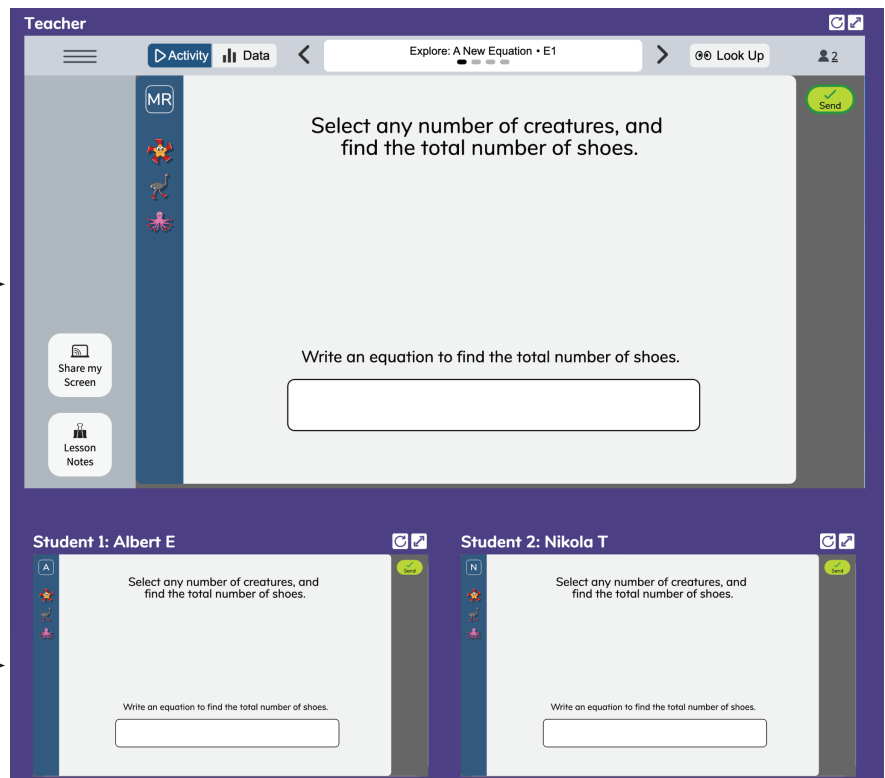 Teacher
Activity
Data
Explore: A New Equation • E1
Look Up
2
MR
Send
Select any number of creatures, and
find the total number of shoes.
Share my
Screen
Write an equation to find the total number of shoes.
Lesson
Notes
Student 1: Albert E
A
Send
Select any number of creatures, and
find the total number of shoes.
Write an equation to find the total number of shoes.
Student 2: Nikola T
N
Send
Select any number of creatures, and
find the total number of shoes.
Write an equation to find the total number of shoes.